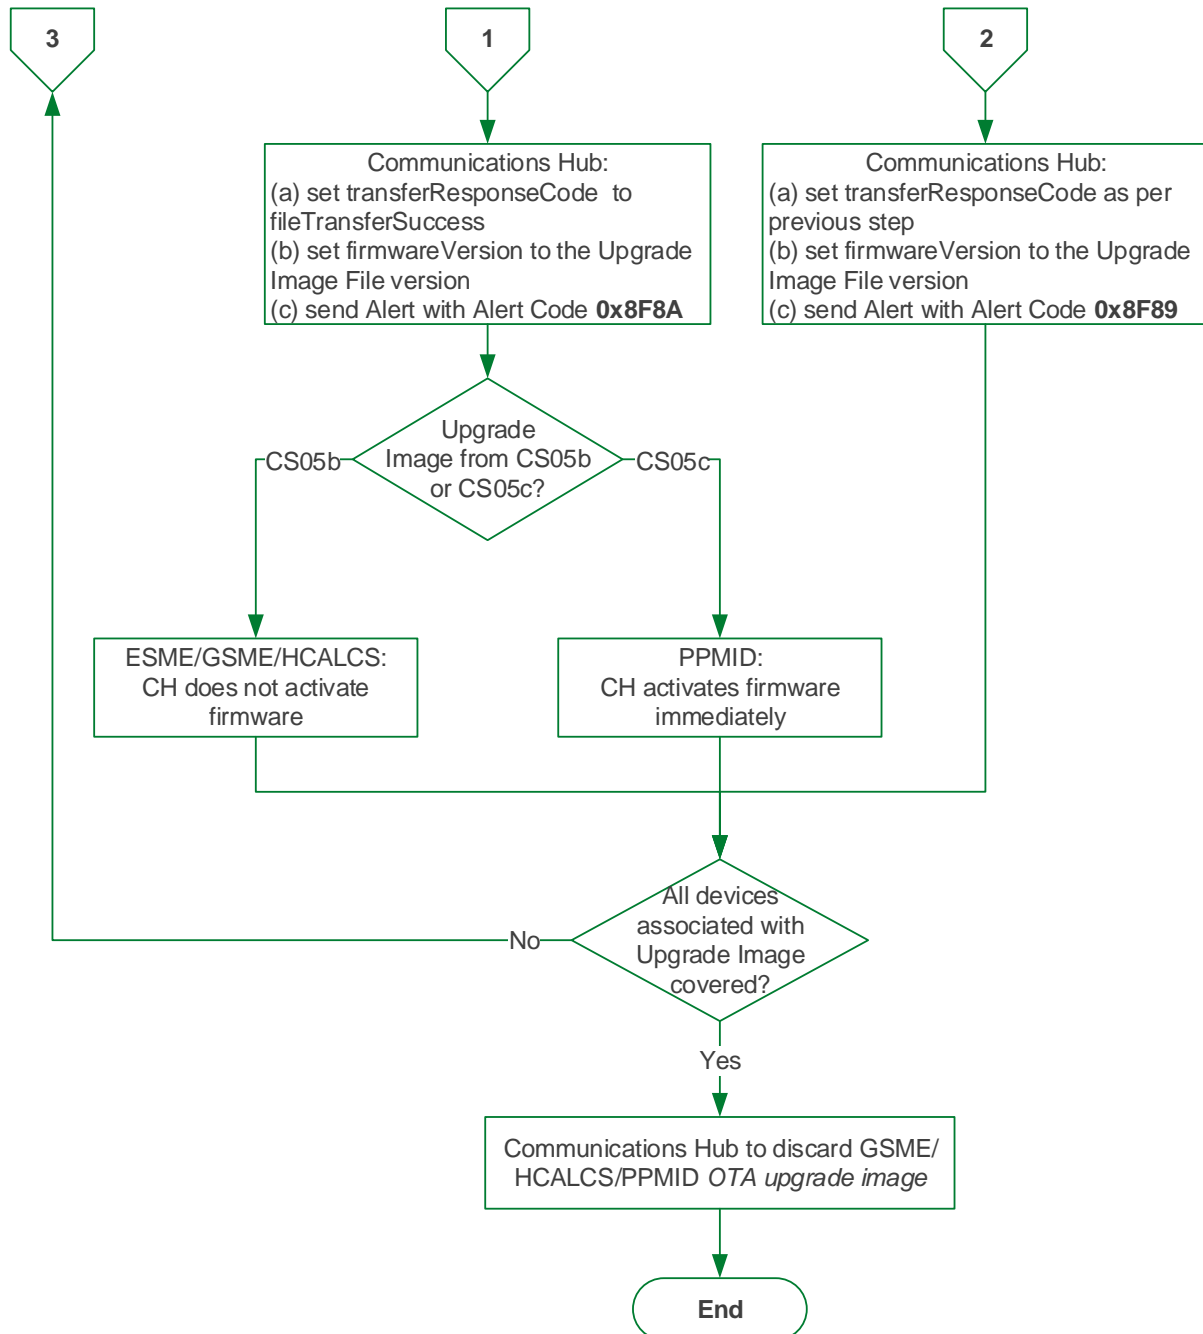 3
1
2
Communications Hub:
(a) set transferResponseCode to
fileTransferSuccess
(b) set firmwareVersion to the Upgrade
Image File version
(c) send Alert with Alert Code 0x8F8A
Communications Hub:
(a) set transferResponseCode as per
previous step
(b) set firmwareVersion to the Upgrade
Image File version
(c) send Alert with Alert Code 0x8F89
Upgrade
Image from CS05b
or CS05c?
CS05b
CS05c
ESME/GSME/HCALCS:
CH does not activate
firmware
PPMID:
CH activates firmware
immediately
All devices
associated with
Upgrade Image
covered?
No
Yes
Communications Hub to discard GSME/
HCALCS/PPMID OTA upgrade image
End